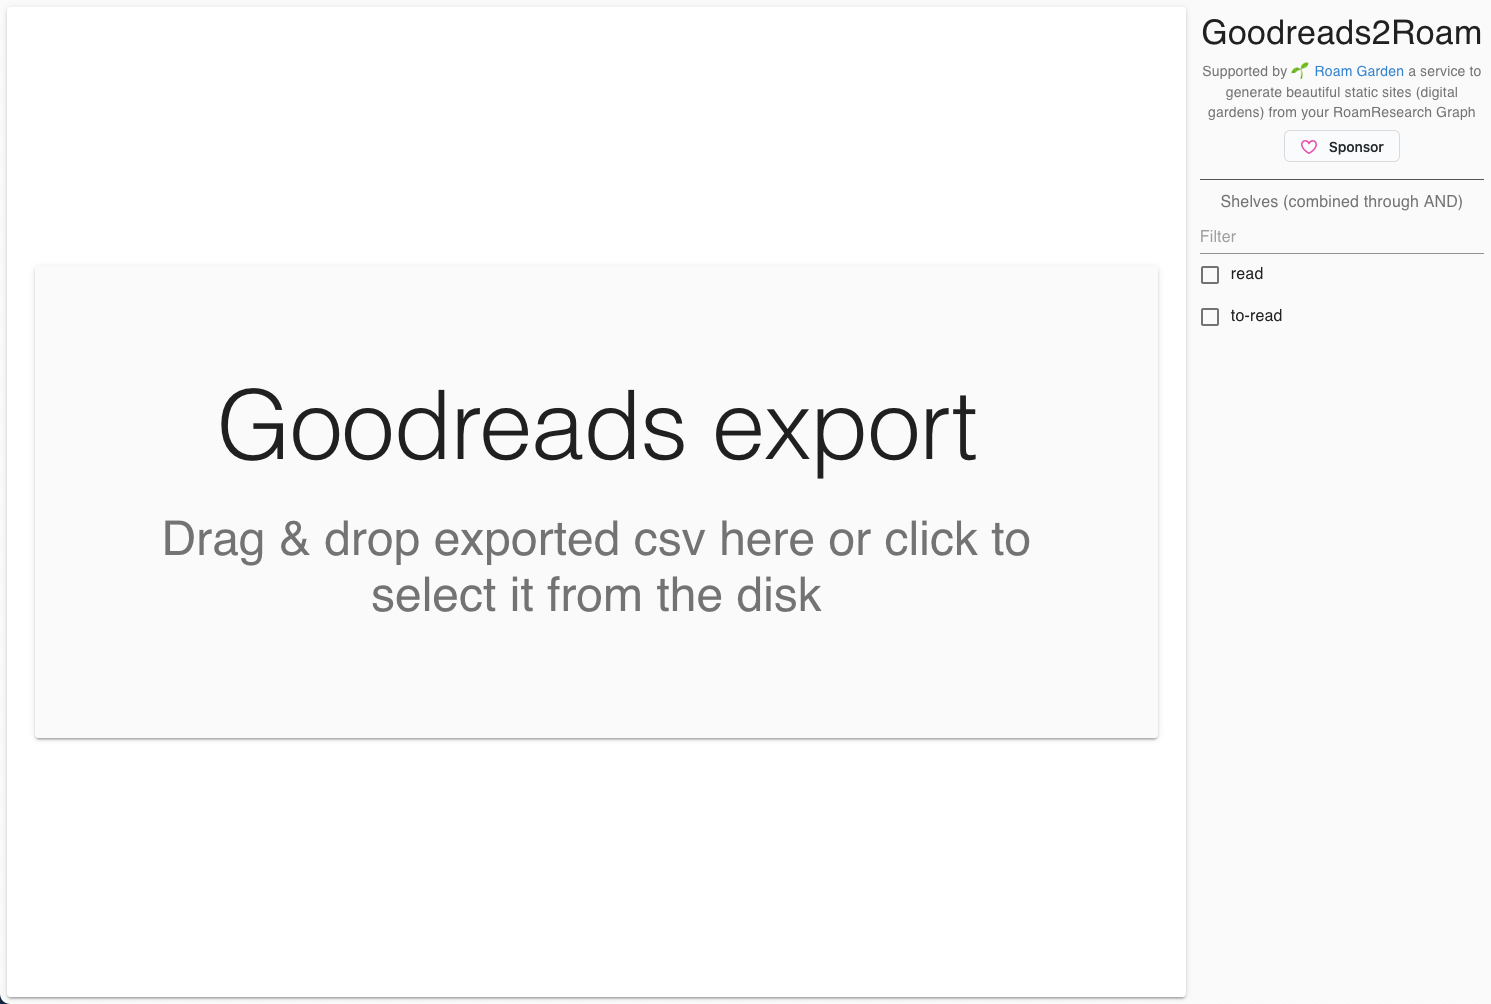 Goodreads export
Drag & drop exported csv here or click to
select it from the disk
Goodreads2Roam
Supported by 🌱 Roam Garden a service to
generate beautiful static sites (digital
gardens) from your RoamResearch Graph
Sponsor
Shelves (combined through AND)
Filter
read
to-read